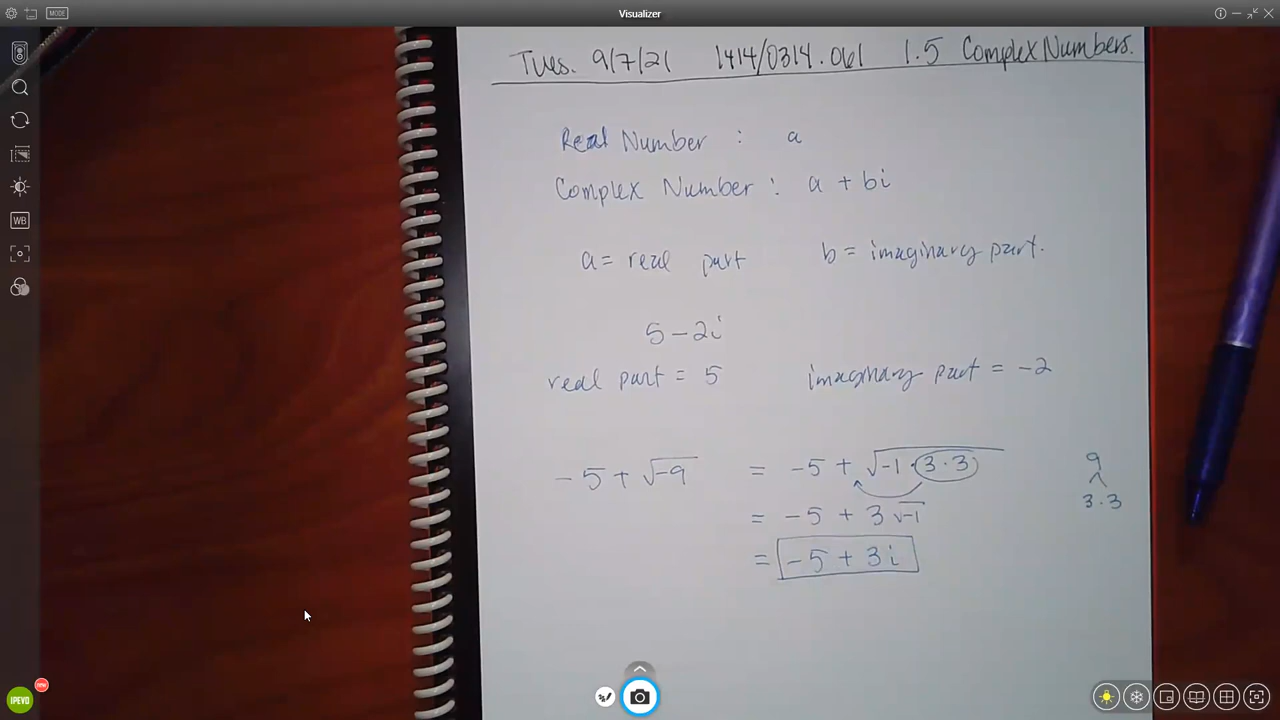 MODE
Visualizer
Tues. 9/7/21 1414/0314.061 1.5 Complex Numbers.
Real Number : a
Complex Number : a + bi
a = real part b = imaginary part.
5 - 2i
real part = 5 imaginary part = -2
-5 + √-9 = -5 + √-1 · 3 · 3 9
= -5 + 3 √-1 3 · 3
= -5 + 3i
WB
IPEVO